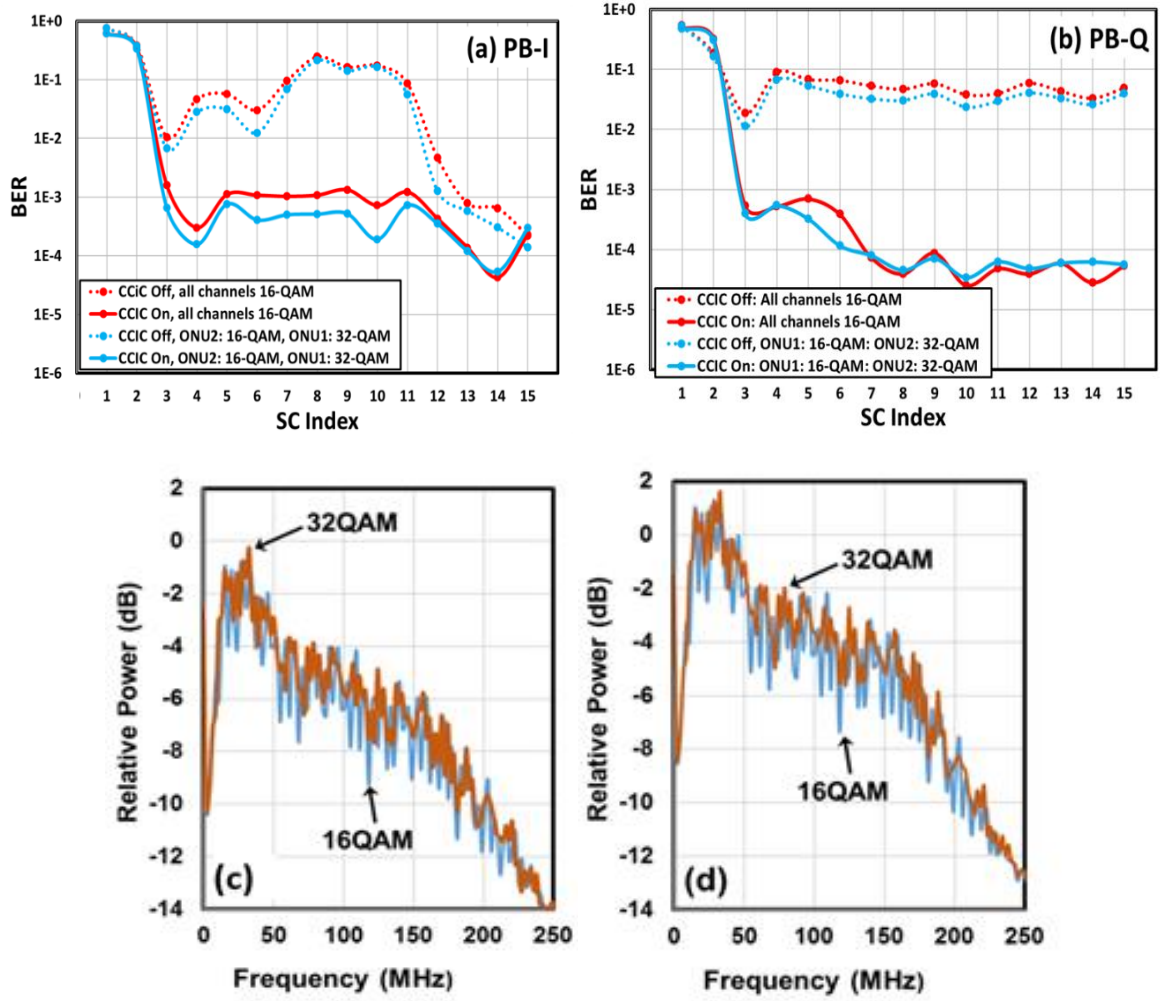 (a) PB-I
BER
1E+0
1E-1
1E-2
1E-3
1E-4
1E-5
1E-6
CCiC Off, all channels 16-QAM
CCIC On, all channels 16-QAM
CCIC Off, ONU2: 16-QAM, ONU1: 32-QAM
CCIC On, ONU2: 16-QAM, ONU1: 32-QAM
1 2 3 4 5 6 7 8 9 10 11 12 13 14 15
SC Index
(b) PB-Q
BER
1E+0
1E-1
1E-2
1E-3
1E-4
1E-5
1E-6
CCIC Off: All channels 16-QAM
CCIC On: All channels 16-QAM
CCIC Off, ONU1: 16-QAM: ONU2: 32-QAM
CCIC On: ONU1: 16-QAM: ONU2: 32-QAM
1 2 3 4 5 6 7 8 9 10 11 12 13 14 15
SC Index
Relative Power (dB)
2
0
-2
-4
-6
-8
-10
-12
-14
32QAM
16QAM
(c)
0 50 100 150 200 250
Frequency (MHz)
Relative Power (dB)
2
0
-2
-4
-6
-8
-10
-12
-14
32QAM
16QAM
(d)
0 50 100 150 200 250
Frequency (MHz)